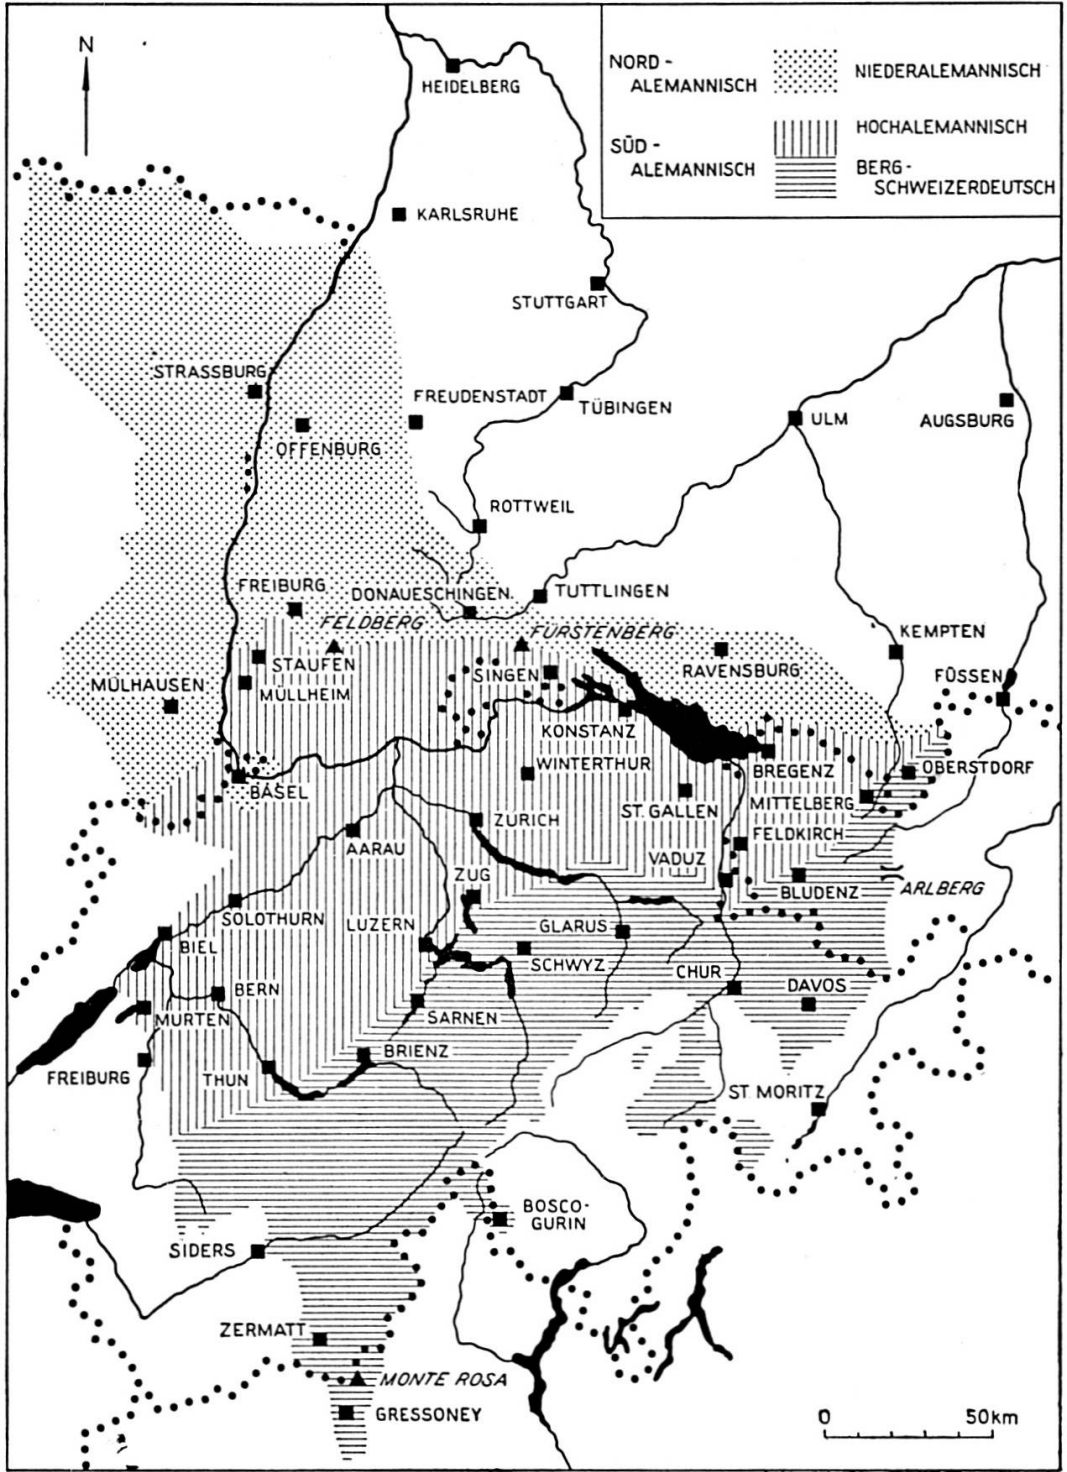 N
NORD -
ALEMANNISCH
NIEDERALEMANNISCH
SÜD -
ALEMANNISCH
HOCHALEMANNISCH
BERG -
SCHWEIZERDEUTSCH
HEIDELBERG
KARLSRUHE
STUTTGART
STRASSBURG
FREUDENSTADT
TÜBINGEN
ULM
AUGSBURG
OFFENBURG
ROTTWEIL
FREIBURG
DONAUESCHINGEN.
TUTTLINGEN
FELDBERG
FÜRSTENBERG
KEMPTEN
STAUFEN
SINGEN
RAVENSBURG
FÜSSEN
MÜLHAUSEN
MÜLLHEIM
KONSTANZ
WINTERTHUR
BREGENZ
OBERSTDORF
BASEL
ST. GALLEN
MITTELBERG
ZÜRICH
FELDKIRCH
AARAU
VADUZ
ZUG
BLUDENZ
ARLBERG
SOLOTHURN
LUZERN
GLARUS
BIEL
SCHWYZ
CHUR
DAVOS
BERN
MURTEN
SARNEN
BRIENZ
FREIBURG
THUN
ST. MORITZ
BOSCO-
GURIN
SIDERS
ZERMATT
MONTE ROSA
GRESSONEY
0 50km